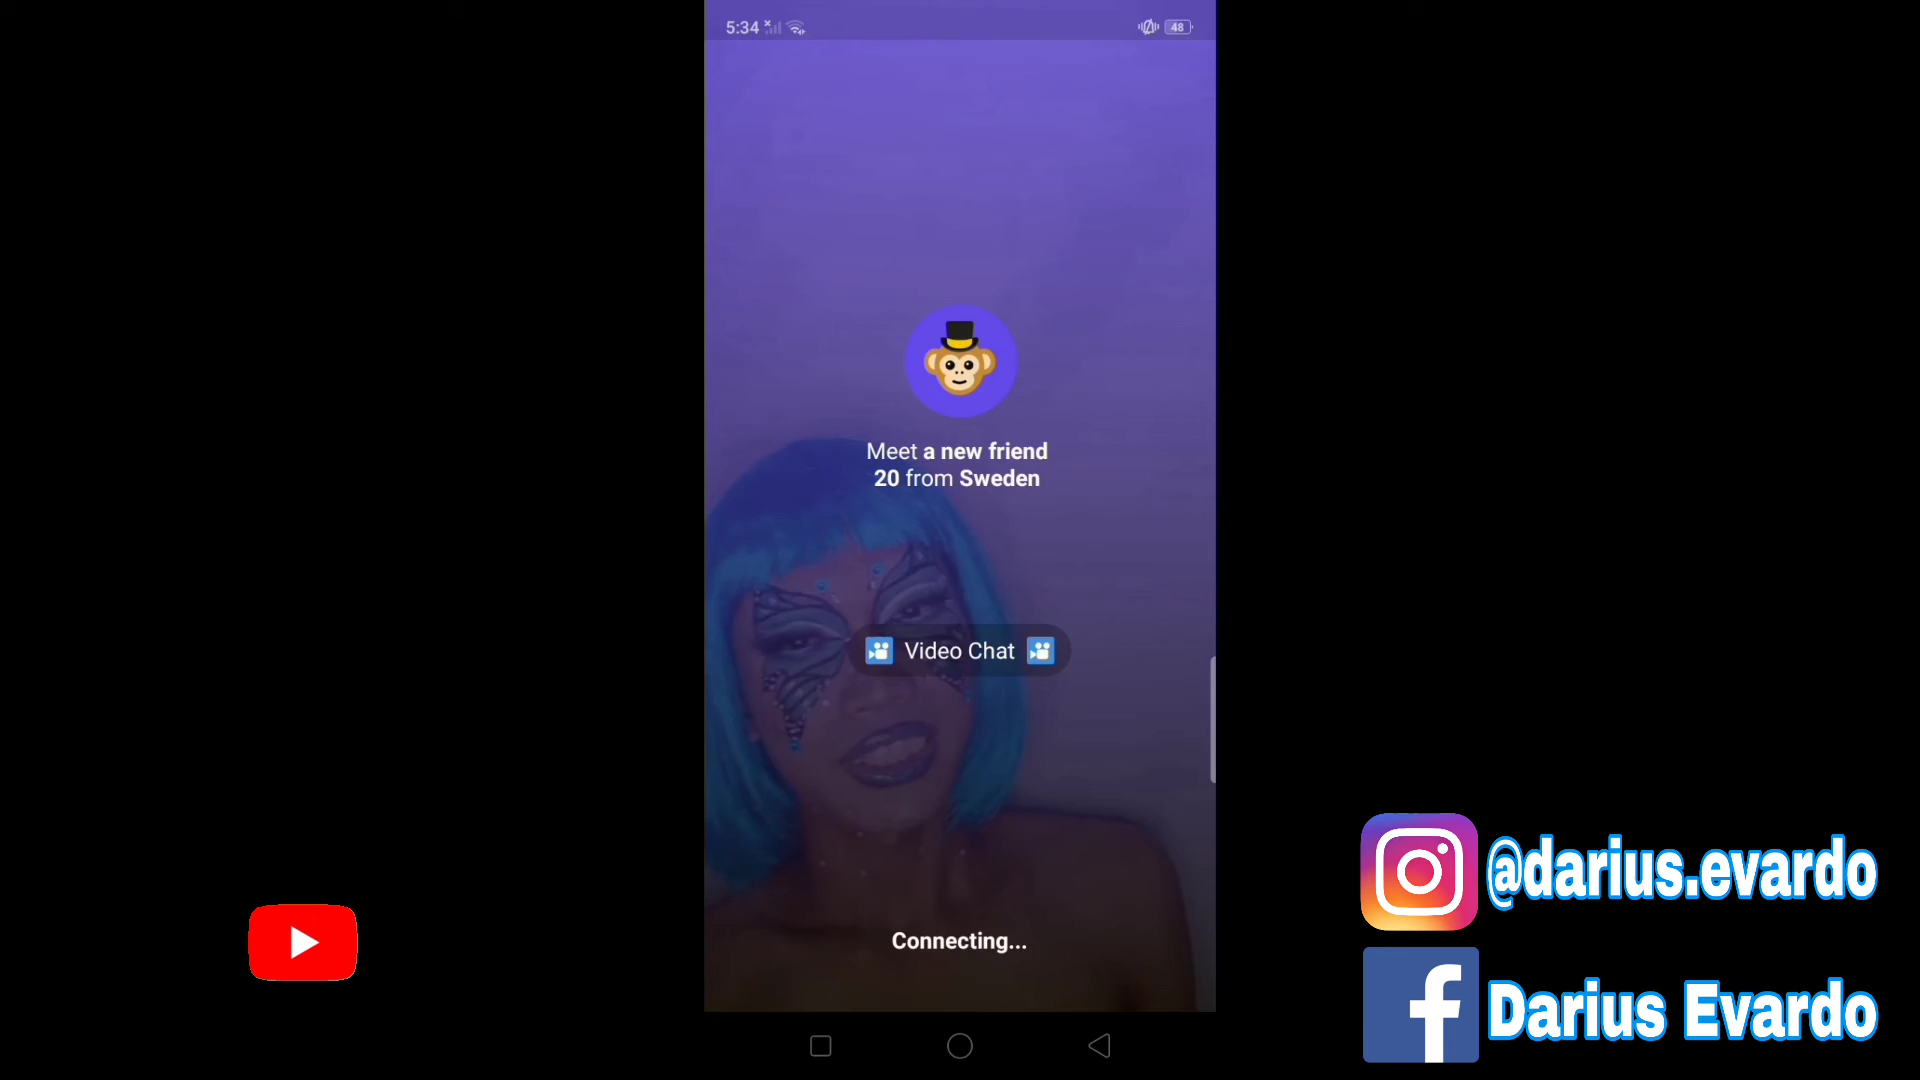 5:34
48
Meet a new friend
20 from Sweden
Video Chat
Connecting...
@darius.evardo
Darius Evardo